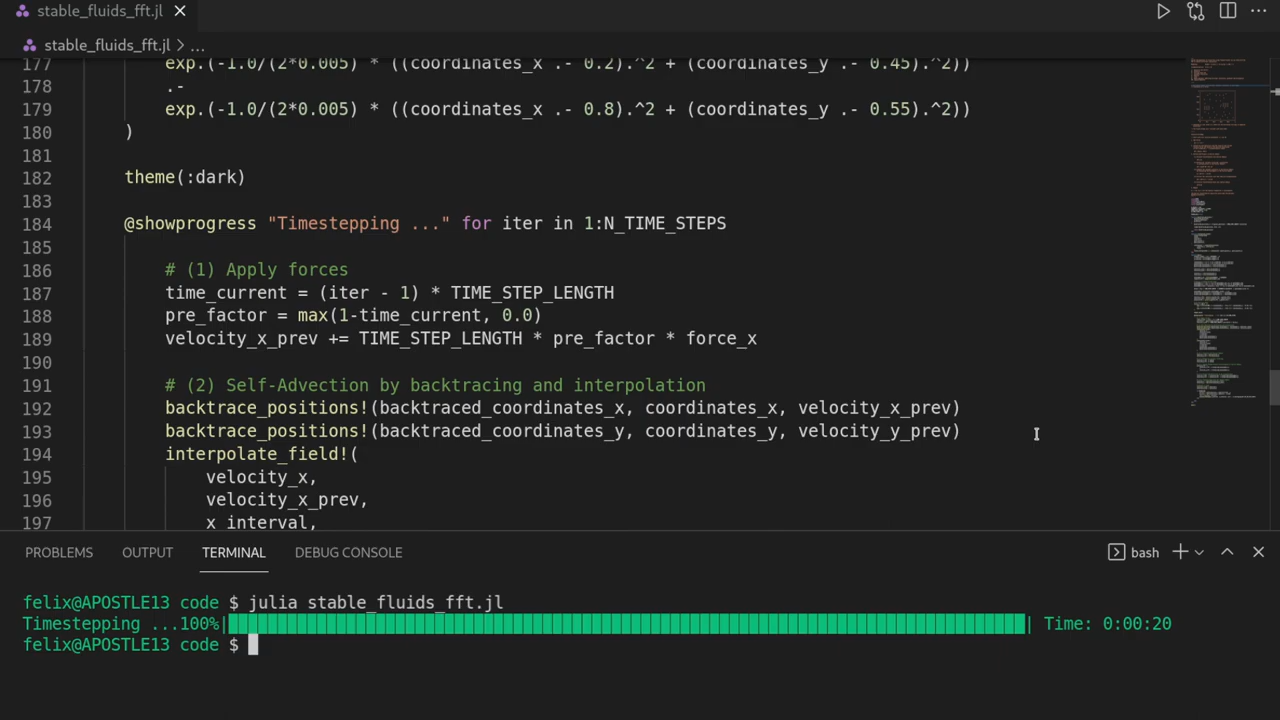 stable_fluids_fft.jl
stable_fluids_fft.jl > ...
177 exp.(-1.0/(2*0.005) * ((coordinates_x .- 0.2).^2 + (coordinates_y .- 0.45).^2))
178 .-
179 exp.(-1.0/(2*0.005) * ((coordinates_x .- 0.8).^2 + (coordinates_y .- 0.55).^2))
180 )
181
182 theme(:dark)
183
184 @showprogress "Timestepping ..." for iter in 1:N_TIME_STEPS
185
186 # (1) Apply forces
187 time_current = (iter - 1) * TIME_STEP_LENGTH
188 pre_factor = max(1-time_current, 0.0)
189 velocity_x_prev += TIME_STEP_LENGTH * pre_factor * force_x
190
191 # (2) Self-Advection by backtracing and interpolation
192 backtrace_positions!(backtraced_coordinates_x, coordinates_x, velocity_x_prev)
193 backtrace_positions!(backtraced_coordinates_y, coordinates_y, velocity_y_prev)
194 interpolate_field!(
195 velocity_x,
196 velocity_x_prev,
197 x_interval,
PROBLEMS OUTPUT TERMINAL DEBUG CONSOLE bash
felix@APOSTLE13 code $ julia stable_fluids_fft.jl
Timestepping ...100%| | Time: 0:00:20
felix@APOSTLE13 code $